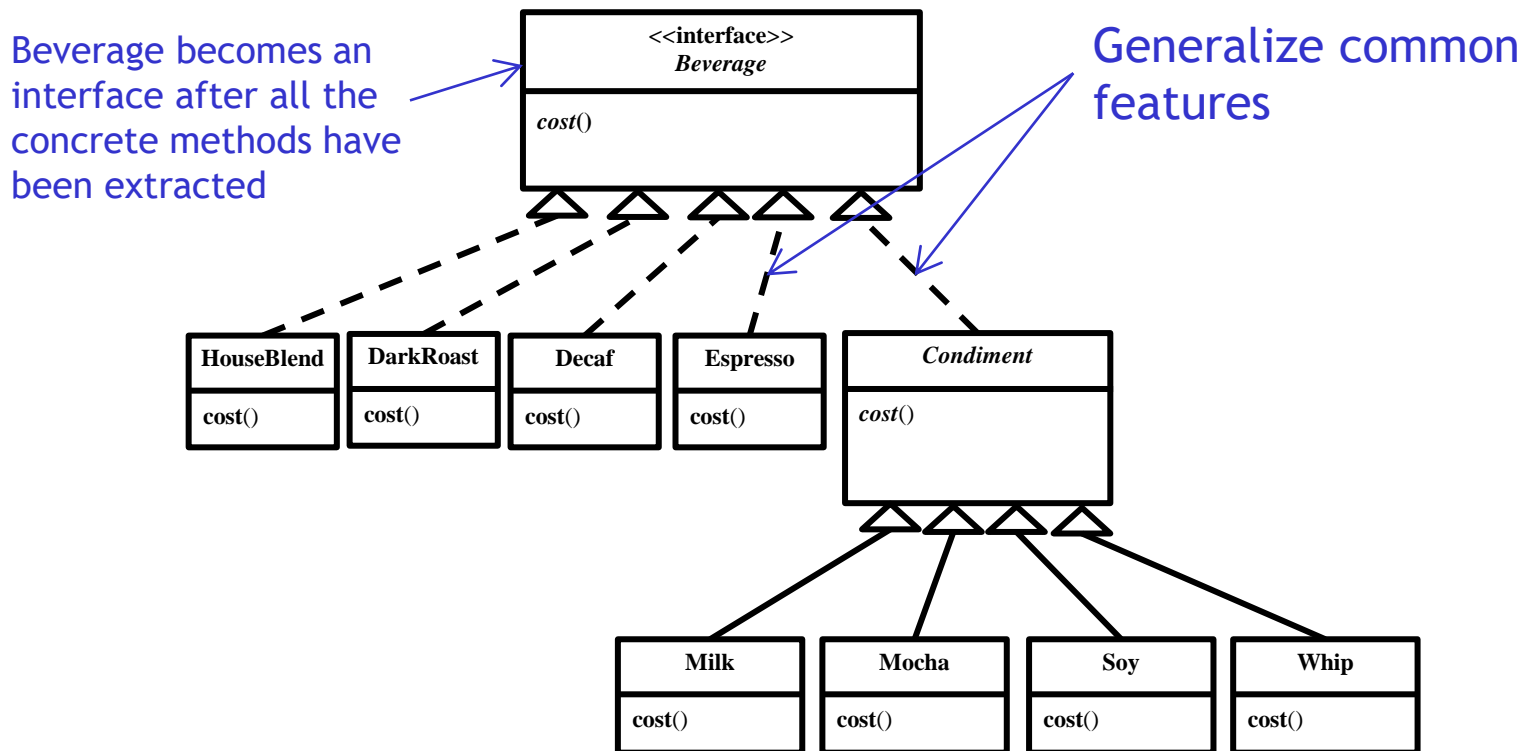 Beverage becomes an
interface after all the
concrete methods have
been extracted
<<interface>>
Beverage
cost()
Generalize common
features
HouseBlend
cost()
DarkRoast
cost()
Decaf
cost()
Espresso
cost()
Condiment
cost()
Milk
cost()
Mocha
cost()
Soy
cost()
Whip
cost()